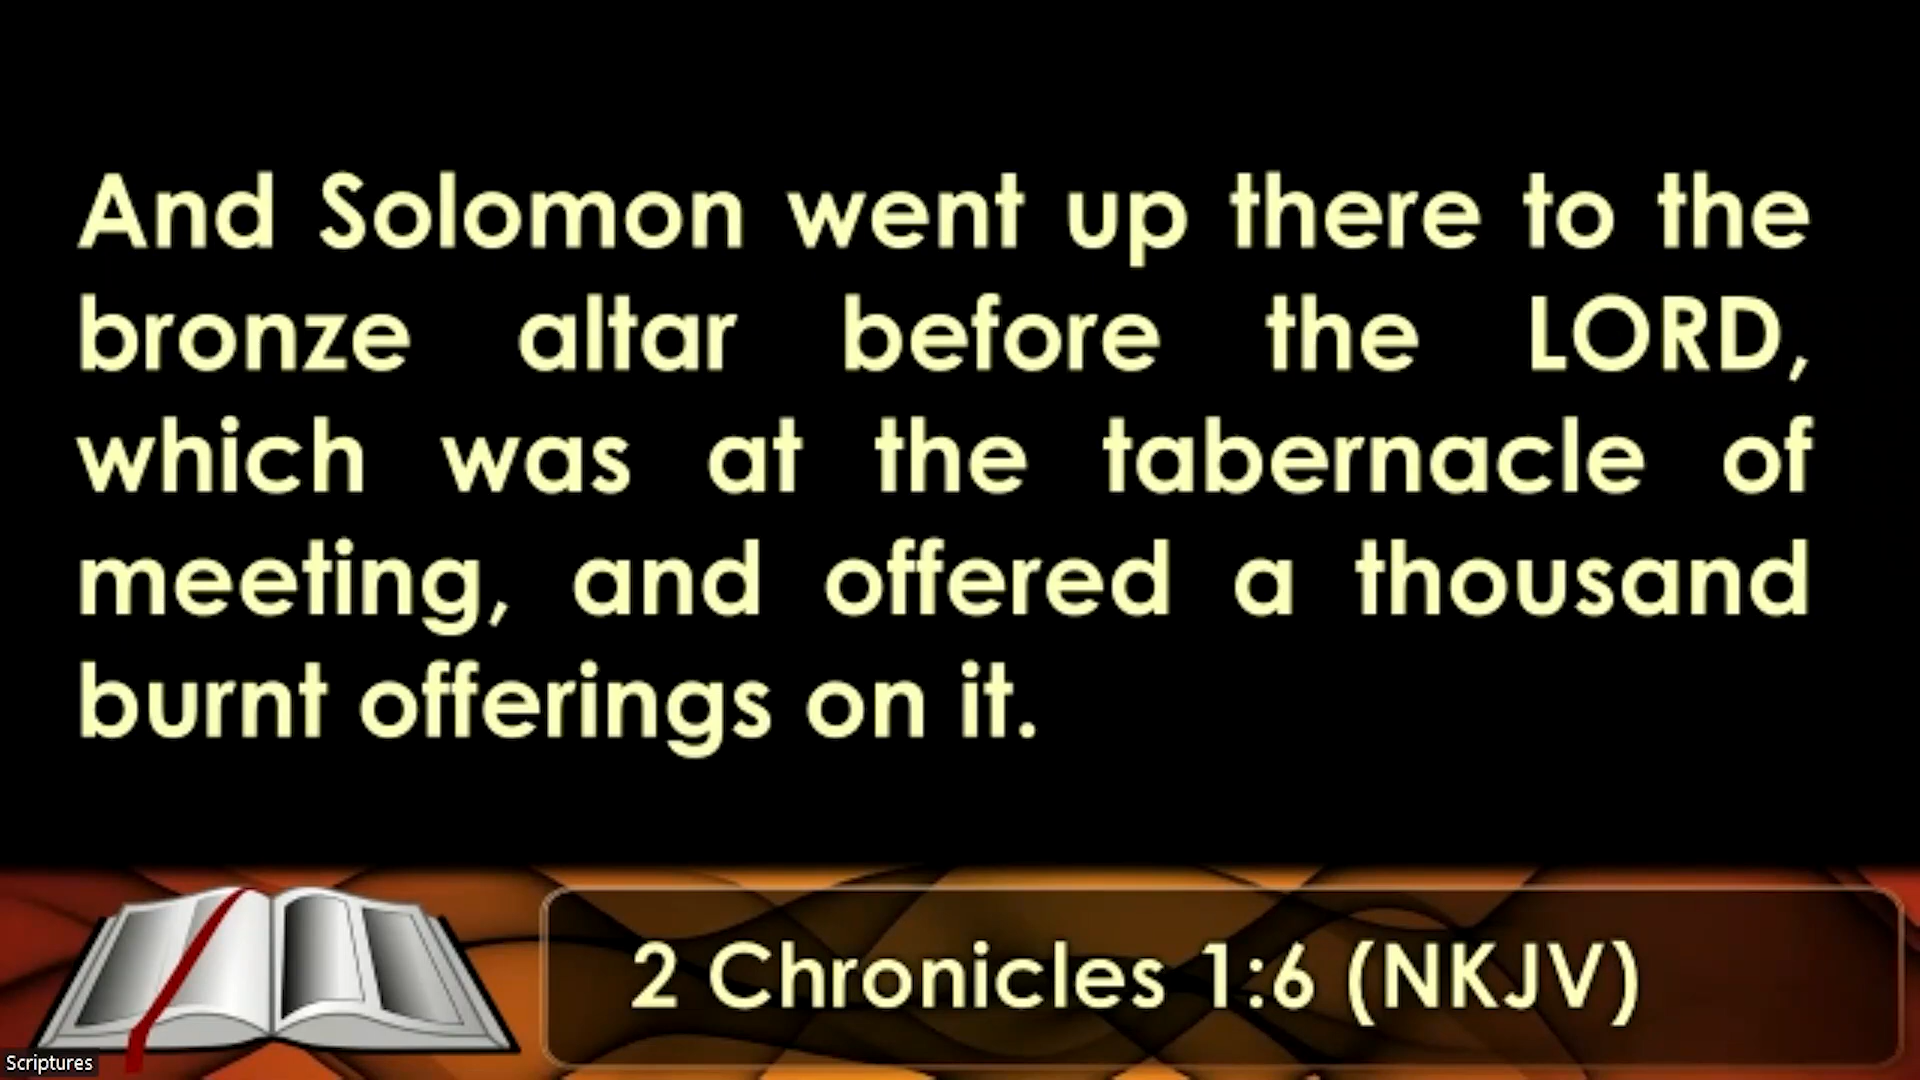 And Solomon went up there to the
bronze altar before the LORD,
which was at the tabernacle of
meeting, and offered a thousand
burnt offerings on it.
2 Chronicles 1:6 (NKJV)
Scriptures